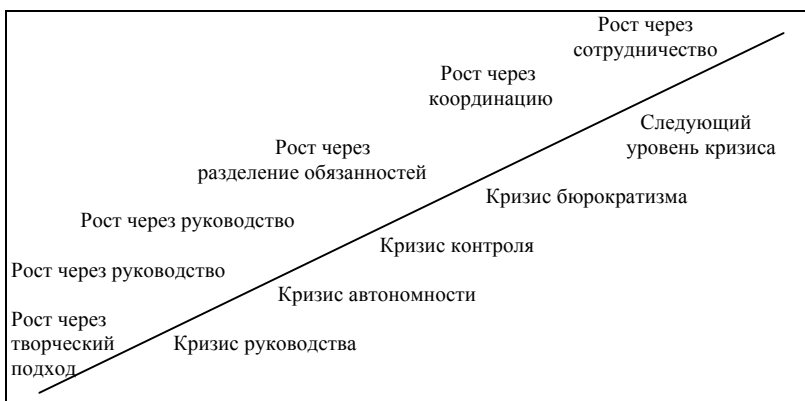 Рост через
сотрудничество
Рост через
координацию
Следующий
уровень кризиса
Рост через
разделение обязанностей
Кризис бюрократизма
Рост через руководство
Кризис контроля
Рост через руководство
Кризис автономности
Рост через
творческий
подход
Кризис руководства